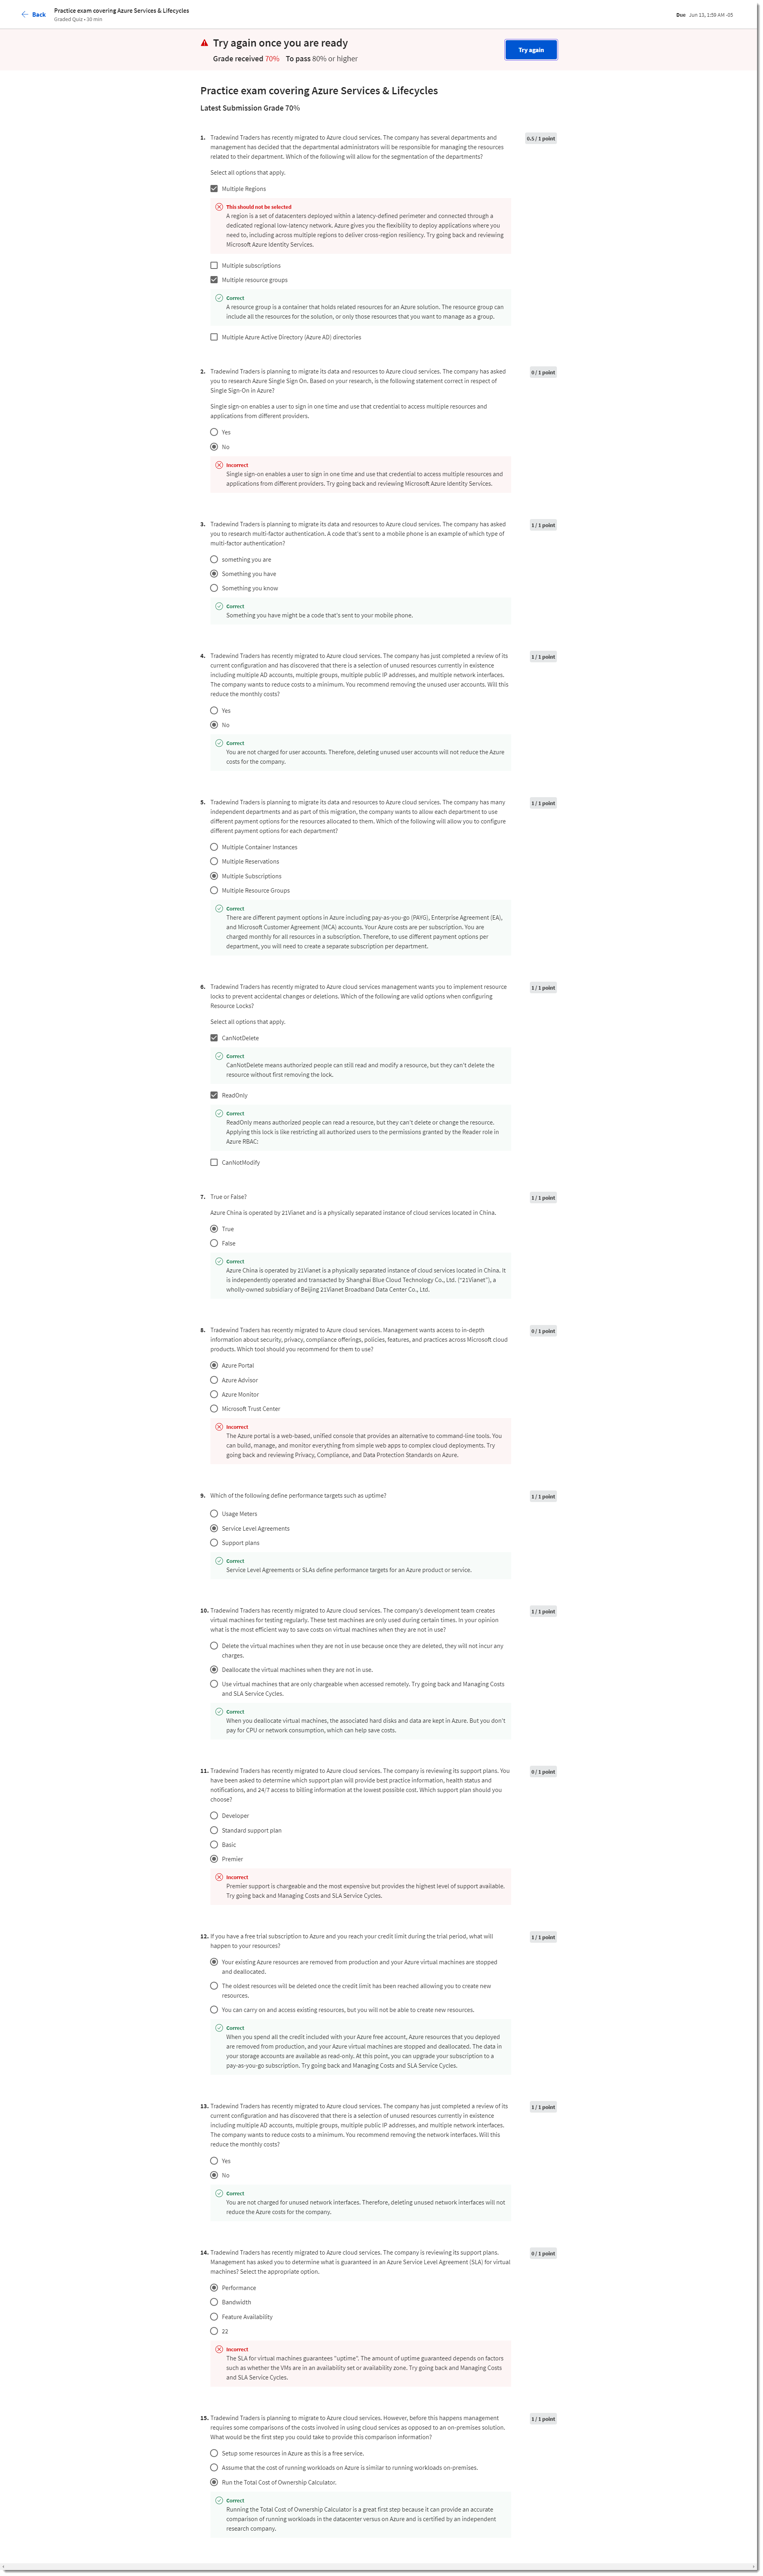 Back
Practice exam covering Azure Services & Lifecycles
Graded Quiz • 30 min
Due Jun 13, 1:59 AM -05
Try again once you are ready
Grade received 70% To pass 80% or higher
Try again
Practice exam covering Azure Services & Lifecycles
Latest Submission Grade 70%
1. Tradewind Traders has recently migrated to Azure cloud services. The company has several departments and
management has decided that the departmental administrators will be responsible for managing the resources
related to their department. Which of the following will allow for the segmentation of the departments?
0.5 / 1 point
Select all options that apply.
Multiple Regions
This should not be selected
A region is a set of datacenters deployed within a latency-defined perimeter and connected through a
dedicated regional low-latency network. Azure gives you the flexibility to deploy applications where you
need to, including across multiple regions to deliver cross-region resiliency. Try going back and reviewing
Microsoft Azure Identity Services.
Multiple subscriptions
Multiple resource groups
Correct
A resource group is a container that holds related resources for an Azure solution. The resource group can
include all the resources for the solution, or only those resources that you want to manage as a group.
Multiple Azure Active Directory (Azure AD) directories
2. Tradewind Traders is planning to migrate its data and resources to Azure cloud services. The company has asked
you to research Azure Single Sign On. Based on your research, is the following statement correct in respect of
Single Sign-On in Azure?
0 / 1 point
Single sign-on enables a user to sign in one time and use that credential to access multiple resources and
applications from different providers.
Yes
No
Incorrect
Single sign-on enables a user to sign in one time and use that credential to access multiple resources and
applications from different providers. Try going back and reviewing Microsoft Azure Identity Services.
3. Tradewind Traders is planning to migrate its data and resources to Azure cloud services. The company has asked
you to research multi-factor authentication. A code that's sent to a mobile phone is an example of which type of
multi-factor authentication?
1 / 1 point
something you are
Something you have
Something you know
Correct
Something you have might be a code that's sent to your mobile phone.
4. Tradewind Traders has recently migrated to Azure cloud services. The company has just completed a review of its
current configuration and has discovered that there is a selection of unused resources currently in existence
including multiple AD accounts, multiple groups, multiple public IP addresses, and multiple network interfaces.
The company wants to reduce costs to a minimum. You recommend removing the unused user accounts. Will this
reduce the monthly costs?
1 / 1 point
Yes
No
Correct
You are not charged for user accounts. Therefore, deleting unused user accounts will not reduce the Azure
costs for the company.
5. Tradewind Traders is planning to migrate its data and resources to Azure cloud services. The company has many
independent departments and as part of this migration, the company wants to allow each department to use
different payment options for the resources allocated to them. Which of the following will allow you to configure
different payment options for each department?
1 / 1 point
Multiple Container Instances
Multiple Reservations
Multiple Subscriptions
Multiple Resource Groups
Correct
There are different payment options in Azure including pay-as-you-go (PAYG), Enterprise Agreement (EA),
and Microsoft Customer Agreement (MCA) accounts. Your Azure costs are per subscription. You are
charged monthly for all resources in a subscription. Therefore, to use different payment options per
department, you will need to create a separate subscription per department.
6. Tradewind Traders has recently migrated to Azure cloud services management wants you to implement resource
locks to prevent accidental changes or deletions. Which of the following are valid options when configuring
Resource Locks?
1 / 1 point
Select all options that apply.
CanNotDelete
Correct
CanNotDelete means authorized people can still read and modify a resource, but they can't delete the
resource without first removing the lock.
ReadOnly
Correct
ReadOnly means authorized people can read a resource, but they can't delete or change the resource.
Applying this lock is like restricting all authorized users to the permissions granted by the Reader role in
Azure RBAC:
CanNotModify
7. True or False?
1 / 1 point
Azure China is operated by 21Vianet and is a physically separated instance of cloud services located in China.
True
False
Correct
Azure China is operated by 21Vianet is a physically separated instance of cloud services located in China. It
is independently operated and transacted by Shanghai Blue Cloud Technology Co., Ltd. ("21Vianet"), a
wholly-owned subsidiary of Beijing 21Vianet Broadband Data Center Co., Ltd.
8. Tradewind Traders has recently migrated to Azure cloud services. Management wants access to in-depth
information about security, privacy, compliance offerings, policies, features, and practices across Microsoft cloud
products. Which tool should you recommend for them to use?
0 / 1 point
Azure Portal
Azure Advisor
Azure Monitor
Microsoft Trust Center
Incorrect
The Azure portal is a web-based, unified console that provides an alternative to command-line tools. You
can build, manage, and monitor everything from simple web apps to complex cloud deployments. Try
going back and reviewing Privacy, Compliance, and Data Protection Standards on Azure.
9. Which of the following define performance targets such as uptime?
1 / 1 point
Usage Meters
Service Level Agreements
Support plans
Correct
Service Level Agreements or SLAs define performance targets for an Azure product or service.
10. Tradewind Traders has recently migrated to Azure cloud services. The company's development team creates
virtual machines for testing regularly. These test machines are only used during certain times. In your opinion
what is the most efficient way to save costs on virtual machines when they are not in use?
1 / 1 point
Delete the virtual machines when they are not in use because once they are deleted, they will not incur any
charges.
Deallocate the virtual machines when they are not in use.
Use virtual machines that are only chargeable when accessed remotely. Try going back and Managing Costs
and SLA Service Cycles.
Correct
When you deallocate virtual machines, the associated hard disks and data are kept in Azure. But you don't
pay for CPU or network consumption, which can help save costs.
11. Tradewind Traders has recently migrated to Azure cloud services. The company is reviewing its support plans. You
have been asked to determine which support plan will provide best practice information, health status and
notifications, and 24/7 access to billing information at the lowest possible cost. Which support plan should you
choose?
0 / 1 point
Developer
Standard support plan
Basic
Premier
Incorrect
Premier support is chargeable and the most expensive but provides the highest level of support available.
Try going back and Managing Costs and SLA Service Cycles.
12. If you have a free trial subscription to Azure and you reach your credit limit during the trial period, what will
happen to your resources?
1 / 1 point
Your existing Azure resources are removed from production and your Azure virtual machines are stopped
and deallocated.
The oldest resources will be deleted once the credit limit has been reached allowing you to create new
resources.
You can carry on and access existing resources, but you will not be able to create new resources.
Correct
When you spend all the credit included with your Azure free account, Azure resources that you deployed
are removed from production, and your Azure virtual machines are stopped and deallocated. The data in
your storage accounts are available as read-only. At this point, you can upgrade your subscription to a
pay-as-you-go subscription. Try going back and Managing Costs and SLA Service Cycles.
13. Tradewind Traders has recently migrated to Azure cloud services. The company has just completed a review of its
current configuration and has discovered that there is a selection of unused resources currently in existence
including multiple AD accounts, multiple groups, multiple public IP addresses, and multiple network interfaces.
The company wants to reduce costs to a minimum. You recommend removing the network interfaces. Will this
reduce the monthly costs?
1 / 1 point
Yes
No
Correct
You are not charged for unused network interfaces. Therefore, deleting unused network interfaces will not
reduce the Azure costs for the company.
14. Tradewind Traders has recently migrated to Azure cloud services. The company is reviewing its support plans.
Management has asked you to determine what is guaranteed in an Azure Service Level Agreement (SLA) for virtual
machines? Select the appropriate option.
0 / 1 point
Performance
Bandwidth
Feature Availability
22
Incorrect
The SLA for virtual machines guarantees "uptime". The amount of uptime guaranteed depends on factors
such as whether the VMs are in an availability set or availability zone. Try going back and Managing Costs
and SLA Service Cycles.
15. Tradewind Traders is planning to migrate to Azure cloud services. However, before this happens management
requires some comparisons of the costs involved in using cloud services as opposed to an on-premises solution.
What would be the first step you could take to provide this comparison information?
1 / 1 point
Setup some resources in Azure as this is a free service.
Assume that the cost of running workloads on Azure is similar to running workloads on-premises.
Run the Total Cost of Ownership Calculator.
Correct
Running the Total Cost of Ownership Calculator is a great first step because it can provide an accurate
comparison of running workloads in the datacenter versus on Azure and is certified by an independent
research company.